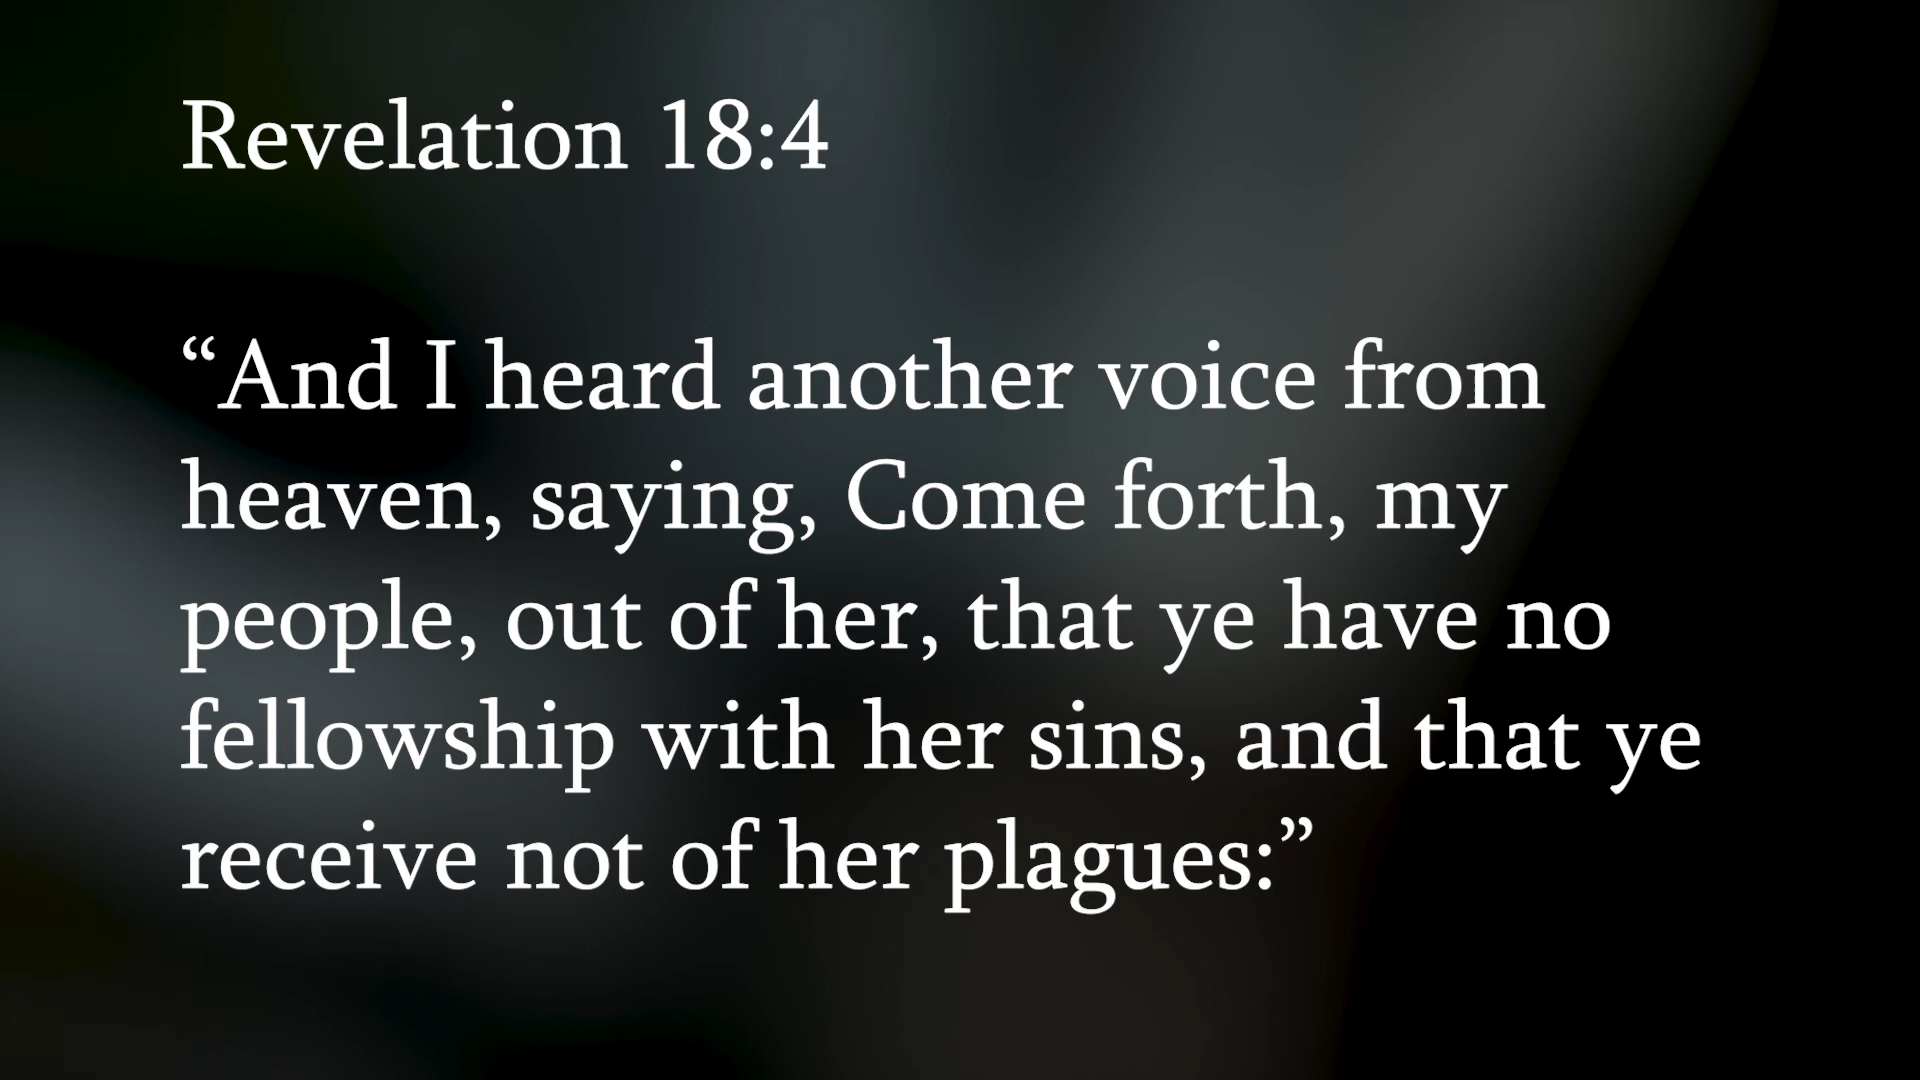 Revelation 18:4
“And I heard another voice from
heaven, saying, Come forth, my
people, out of her, that ye have no
fellowship with her sins, and that ye
receive not of her plagues:”